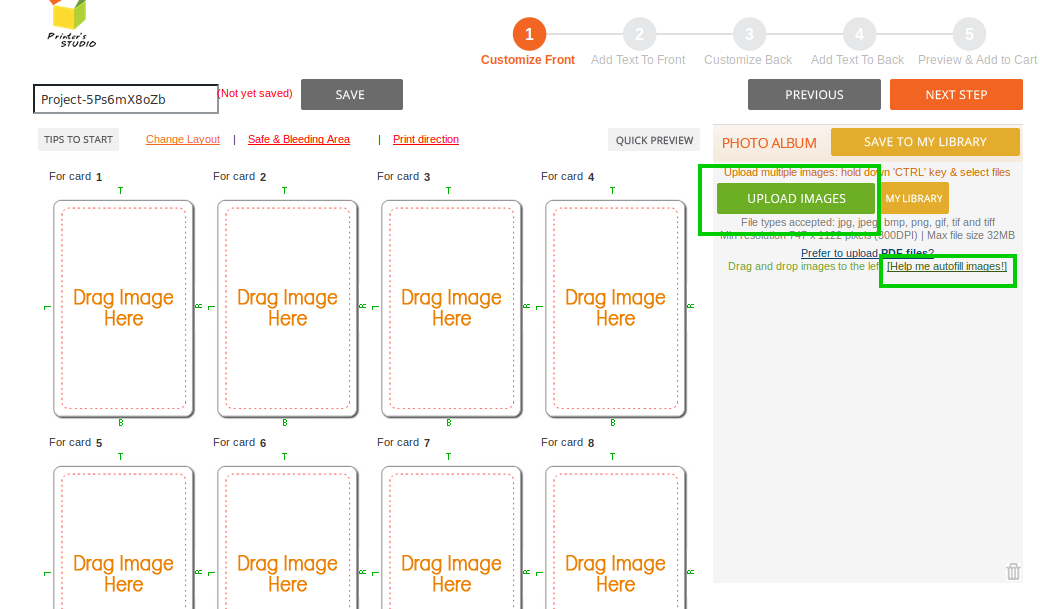 Printer's
STUDIO
1
2
3
4
5
Customize Front
Add Text To Front
Customize Back
Add Text To Back
Preview & Add to Cart
Project-5Ps6mX8oZb
(Not yet saved)
SAVE
PREVIOUS
NEXT STEP
TIPS TO START
Change Layout
|
Safe & Bleeding Area
|
Print direction
QUICK PREVIEW
PHOTO ALBUM
SAVE TO MY LIBRARY
Upload multiple images: hold down 'CTRL' key & select files
UPLOAD IMAGES
MY LIBRARY
File types accepted: jpg, jpeg, bmp, png, gif, tif and tiff
Min resolution 747 x 1122 pixels (300DPI) | Max file size 32MB
Prefer to upload PDF files?
Drag and drop images to the left [Help me autofill images!]
For card 1
For card 2
For card 3
For card 4
T
T
T
T
L
Drag Image
Here
R
L
Drag Image
Here
R
L
Drag Image
Here
R
L
Drag Image
Here
R
B
B
B
B
For card 5
For card 6
For card 7
For card 8
T
T
T
T
L
Drag Image
Here
R
L
Drag Image
Here
R
L
Drag Image
Here
R
L
Drag Image
Here
R